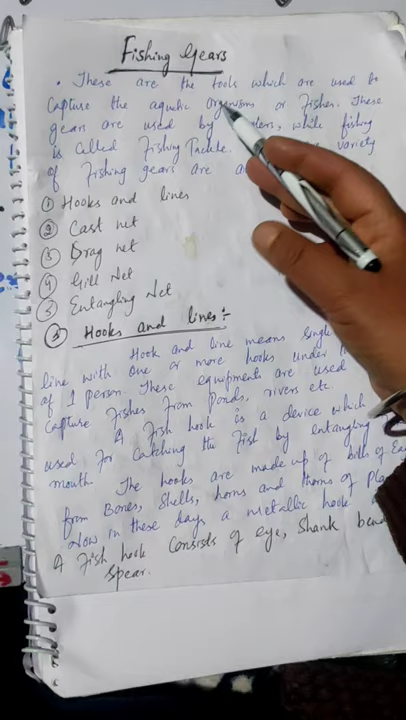 Fishing Gears
• These are the tools which are used to
Capture the aquatic Organisms or Fishes. These
gears are used by while fishing
is called Fishing Tackle. variety
of Fishing gears are
① Hooks and lines
② Cast net
③ Drag net
④ Gill Net
⑤ Entangling Net
① Hooks and lines:-
Hook and line means Single
line with one or more hooks under
of 1 person. These equipments are used
Capture Fishes From Ponds, rivers etc.
A Fish hook is a device which
used For Catching the Fish by entangling
mouth
The hooks are made up of bills of
From Bones, Shells, horns and thorns of
Now in these days a metallic hook
A Fish hook Consists of eye, Shank
Spear.